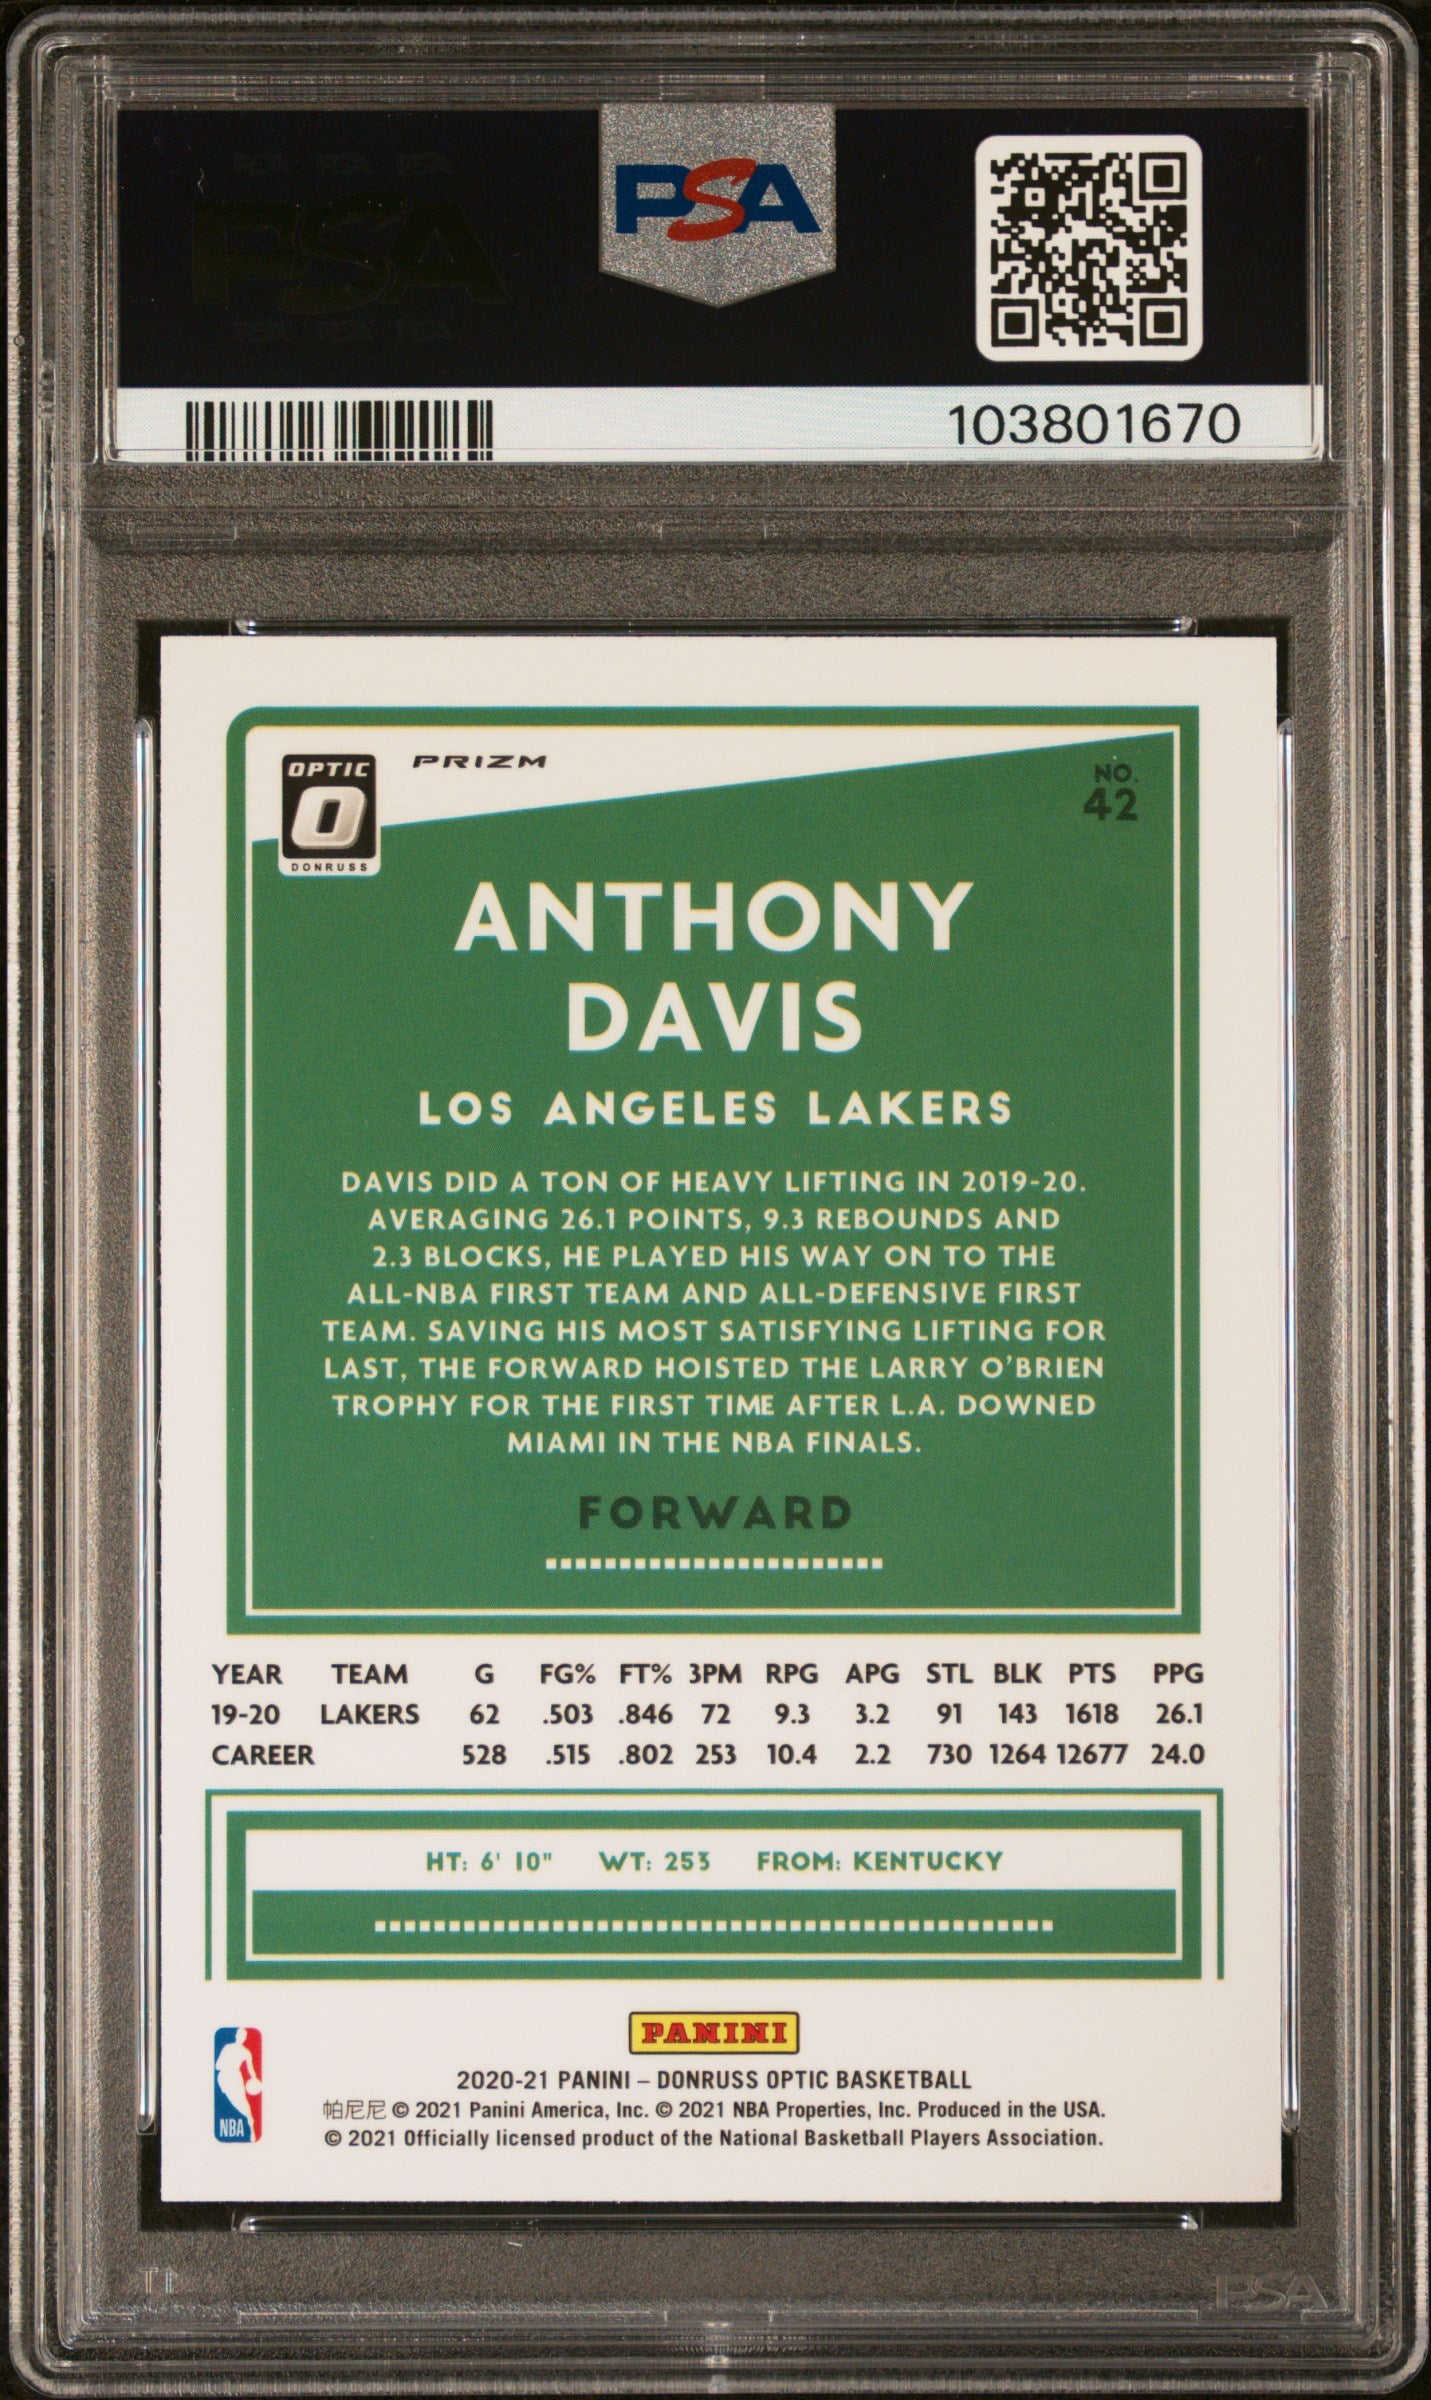 PSA
PSA
103801670
OPTIC
O
DONRUSS
PRIZM
NO.
42
ANTHONY
DAVIS
LOS ANGELES LAKERS
DAVIS DID A TON OF HEAVY LIFTING IN 2019-20.
AVERAGING 26.1 POINTS, 9.3 REBOUNDS AND
2.3 BLOCKS, HE PLAYED HIS WAY ON TO THE
ALL-NBA FIRST TEAM AND ALL-DEFENSIVE FIRST
TEAM. SAVING HIS MOST SATISFYING LIFTING FOR
LAST, THE FORWARD HOISTED THE LARRY O'BRIEN
TROPHY FOR THE FIRST TIME AFTER L.A. DOWNED
MIAMI IN THE NBA FINALS.
FORWARD
YEAR TEAM G FG% FT% 3PM RPG APG STL BLK PTS PPG
19-20 LAKERS 62 .503 .846 72 9.3 3.2 91 143 1618 26.1
CAREER 528 .515 .802 253 10.4 2.2 730 1264 12677 24.0
HT: 6' 10" WT: 253 FROM: KENTUCKY
PANINI
2020-21 PANINI – DONRUSS OPTIC BASKETBALL
帕尼尼 © 2021 Panini America, Inc. © 2021 NBA Properties, Inc. Produced in the USA.
© 2021 Officially licensed product of the National Basketball Players Association.
NBA
PSA